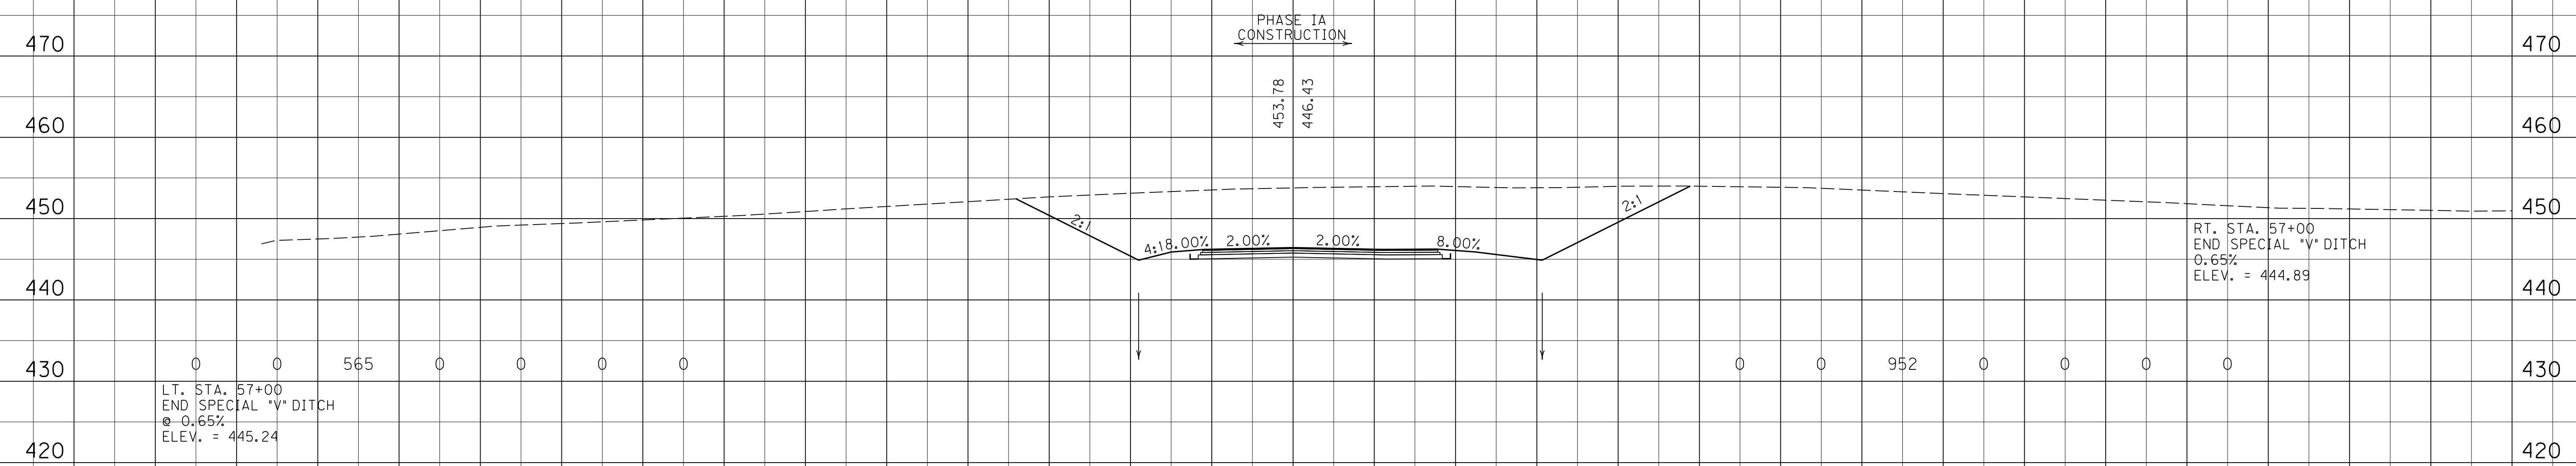 PHASE IA
CONSTRUCTION
470 470
453.78 446.43
460 460
450 450
2:1 4:1 8.00% 2.00% 2.00% 8.00% 2:1
RT. STA. 57+00
END SPECIAL "V" DITCH
0.65%
ELEV. = 444.89
440 440
0 0 565 0 0 0 0 0 0 952 0 0 0 0
430 430
LT. STA. 57+00
END SPECIAL "V" DITCH
@ 0.65%
ELEV. = 445.24
420 420